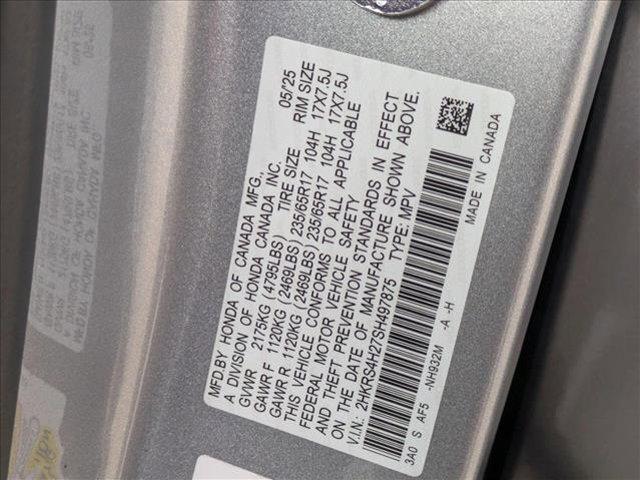 MFD.BY HONDA OF CANADA MFG.,
A DIVISION OF HONDA CANADA INC. 05/25
GVWR 2175KG (4795LBS) TIRE SIZE RIM SIZE
GAWR F 1120KG (2469LBS) 235/65R17 104H 17X7.5J
GAWR R 1120KG (2469LBS) 235/65R17 104H 17X7.5J
THIS VEHICLE CONFORMS TO ALL APPLICABLE
FEDERAL MOTOR VEHICLE SAFETY
AND THEFT PREVENTION STANDARDS IN EFFECT
ON THE DATE OF MANUFACTURE SHOWN ABOVE.
V.I.N.: 2HKRS4H27SH497875 TYPE: MPV
3A0 S AF5 -NH932M -A -H
MADE IN CANADA